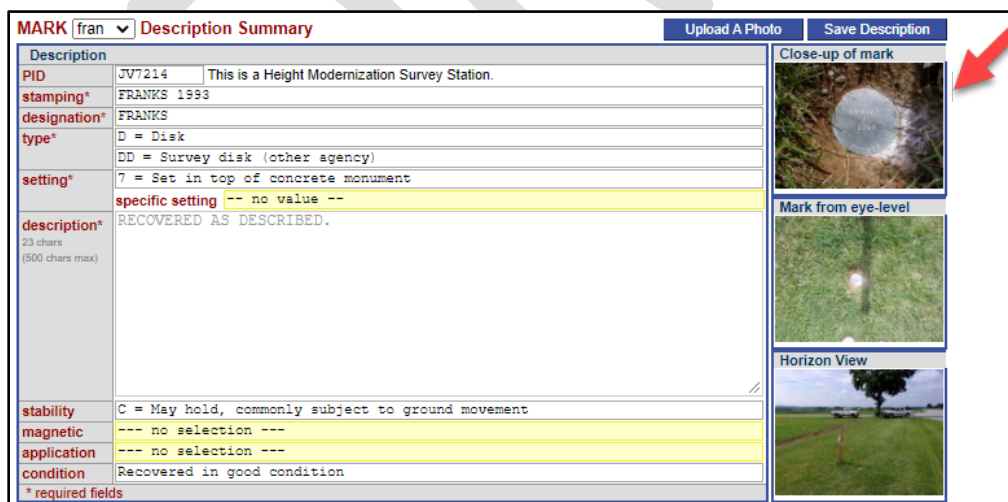 MARK fran Description Summary
Upload A Photo
Save Description
Description
PID
JV7214
This is a Height Modernization Survey Station.
stamping*
FRANKS 1993
designation*
FRANKS
type*
D = Disk
DD = Survey disk (other agency)
setting*
7 = Set in top of concrete monument
specific setting
-- no value --
description*
23 chars
(500 chars max)
RECOVERED AS DESCRIBED.
stability
C = May hold, commonly subject to ground movement
magnetic
--- no selection ---
application
--- no selection ---
condition
Recovered in good condition
* required fields
Close-up of mark
FRANKS
1993
Mark from eye-level
Horizon View